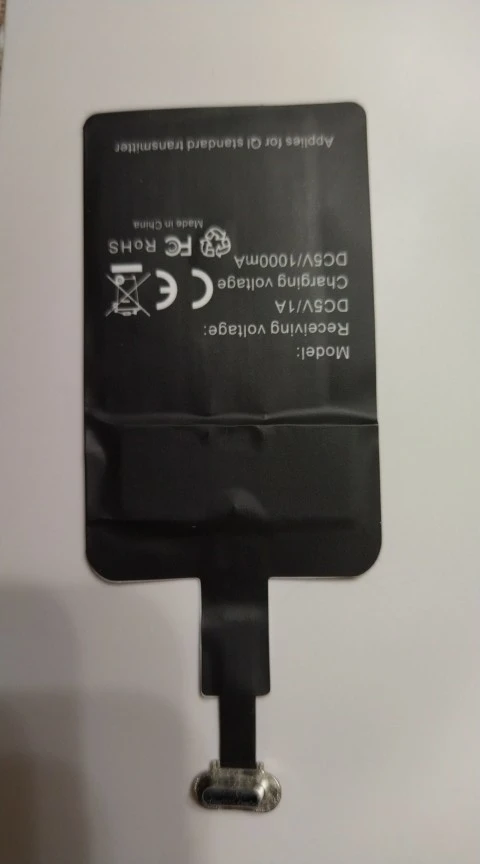 Model:
Receiving voltage:
DC5V/1A
Charging voltage
DC5V/1000mA
CE
FC RoHS
Made in China
Applies for QI standard transmitter